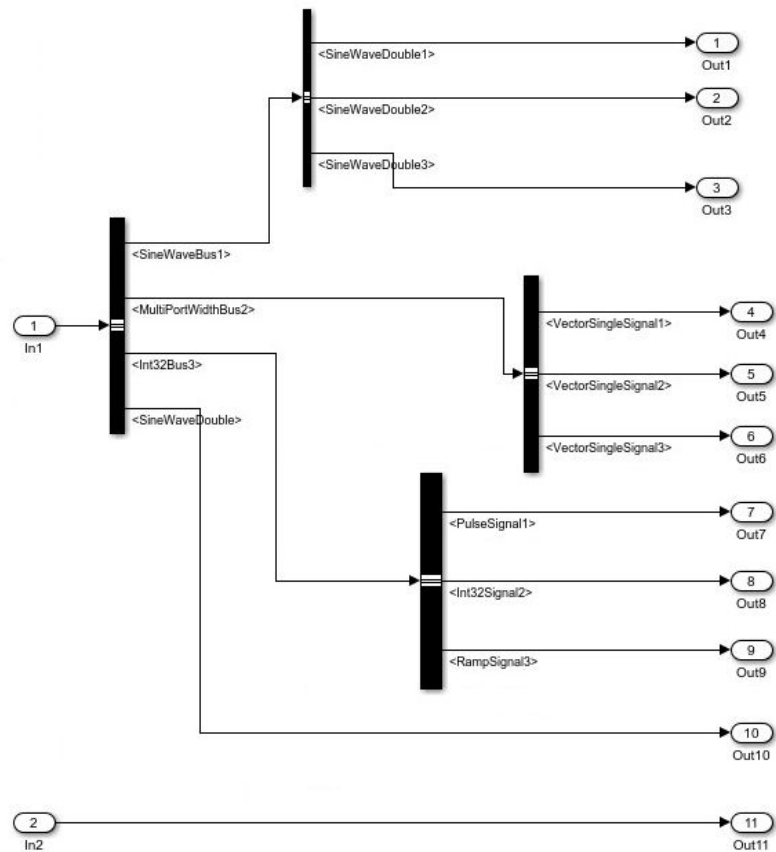 1
Out1
<SineWaveDouble1>
2
Out2
<SineWaveDouble2>
<SineWaveDouble3>
3
Out3
<SineWaveBus1>
<MultiPortWidthBus2>
4
Out4
<VectorSingleSignal1>
1
In1
<Int32Bus3>
5
Out5
<VectorSingleSignal2>
<SineWaveDouble>
6
Out6
<VectorSingleSignal3>
7
Out7
<PulseSignal1>
8
Out8
<Int32Signal2>
9
Out9
<RampSignal3>
10
Out10
2
In2
11
Out11